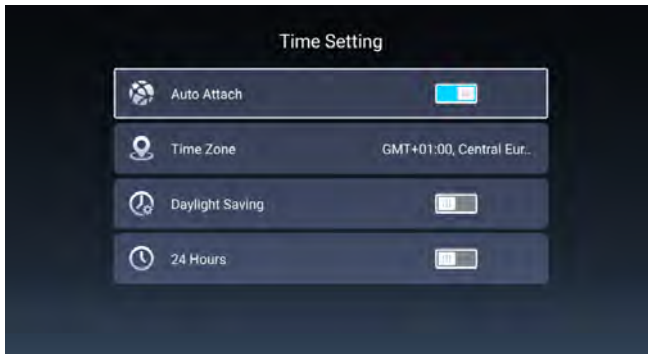 Time Setting
Auto Attach
Time Zone GMT+01:00, Central Eur..
Daylight Saving
24 Hours